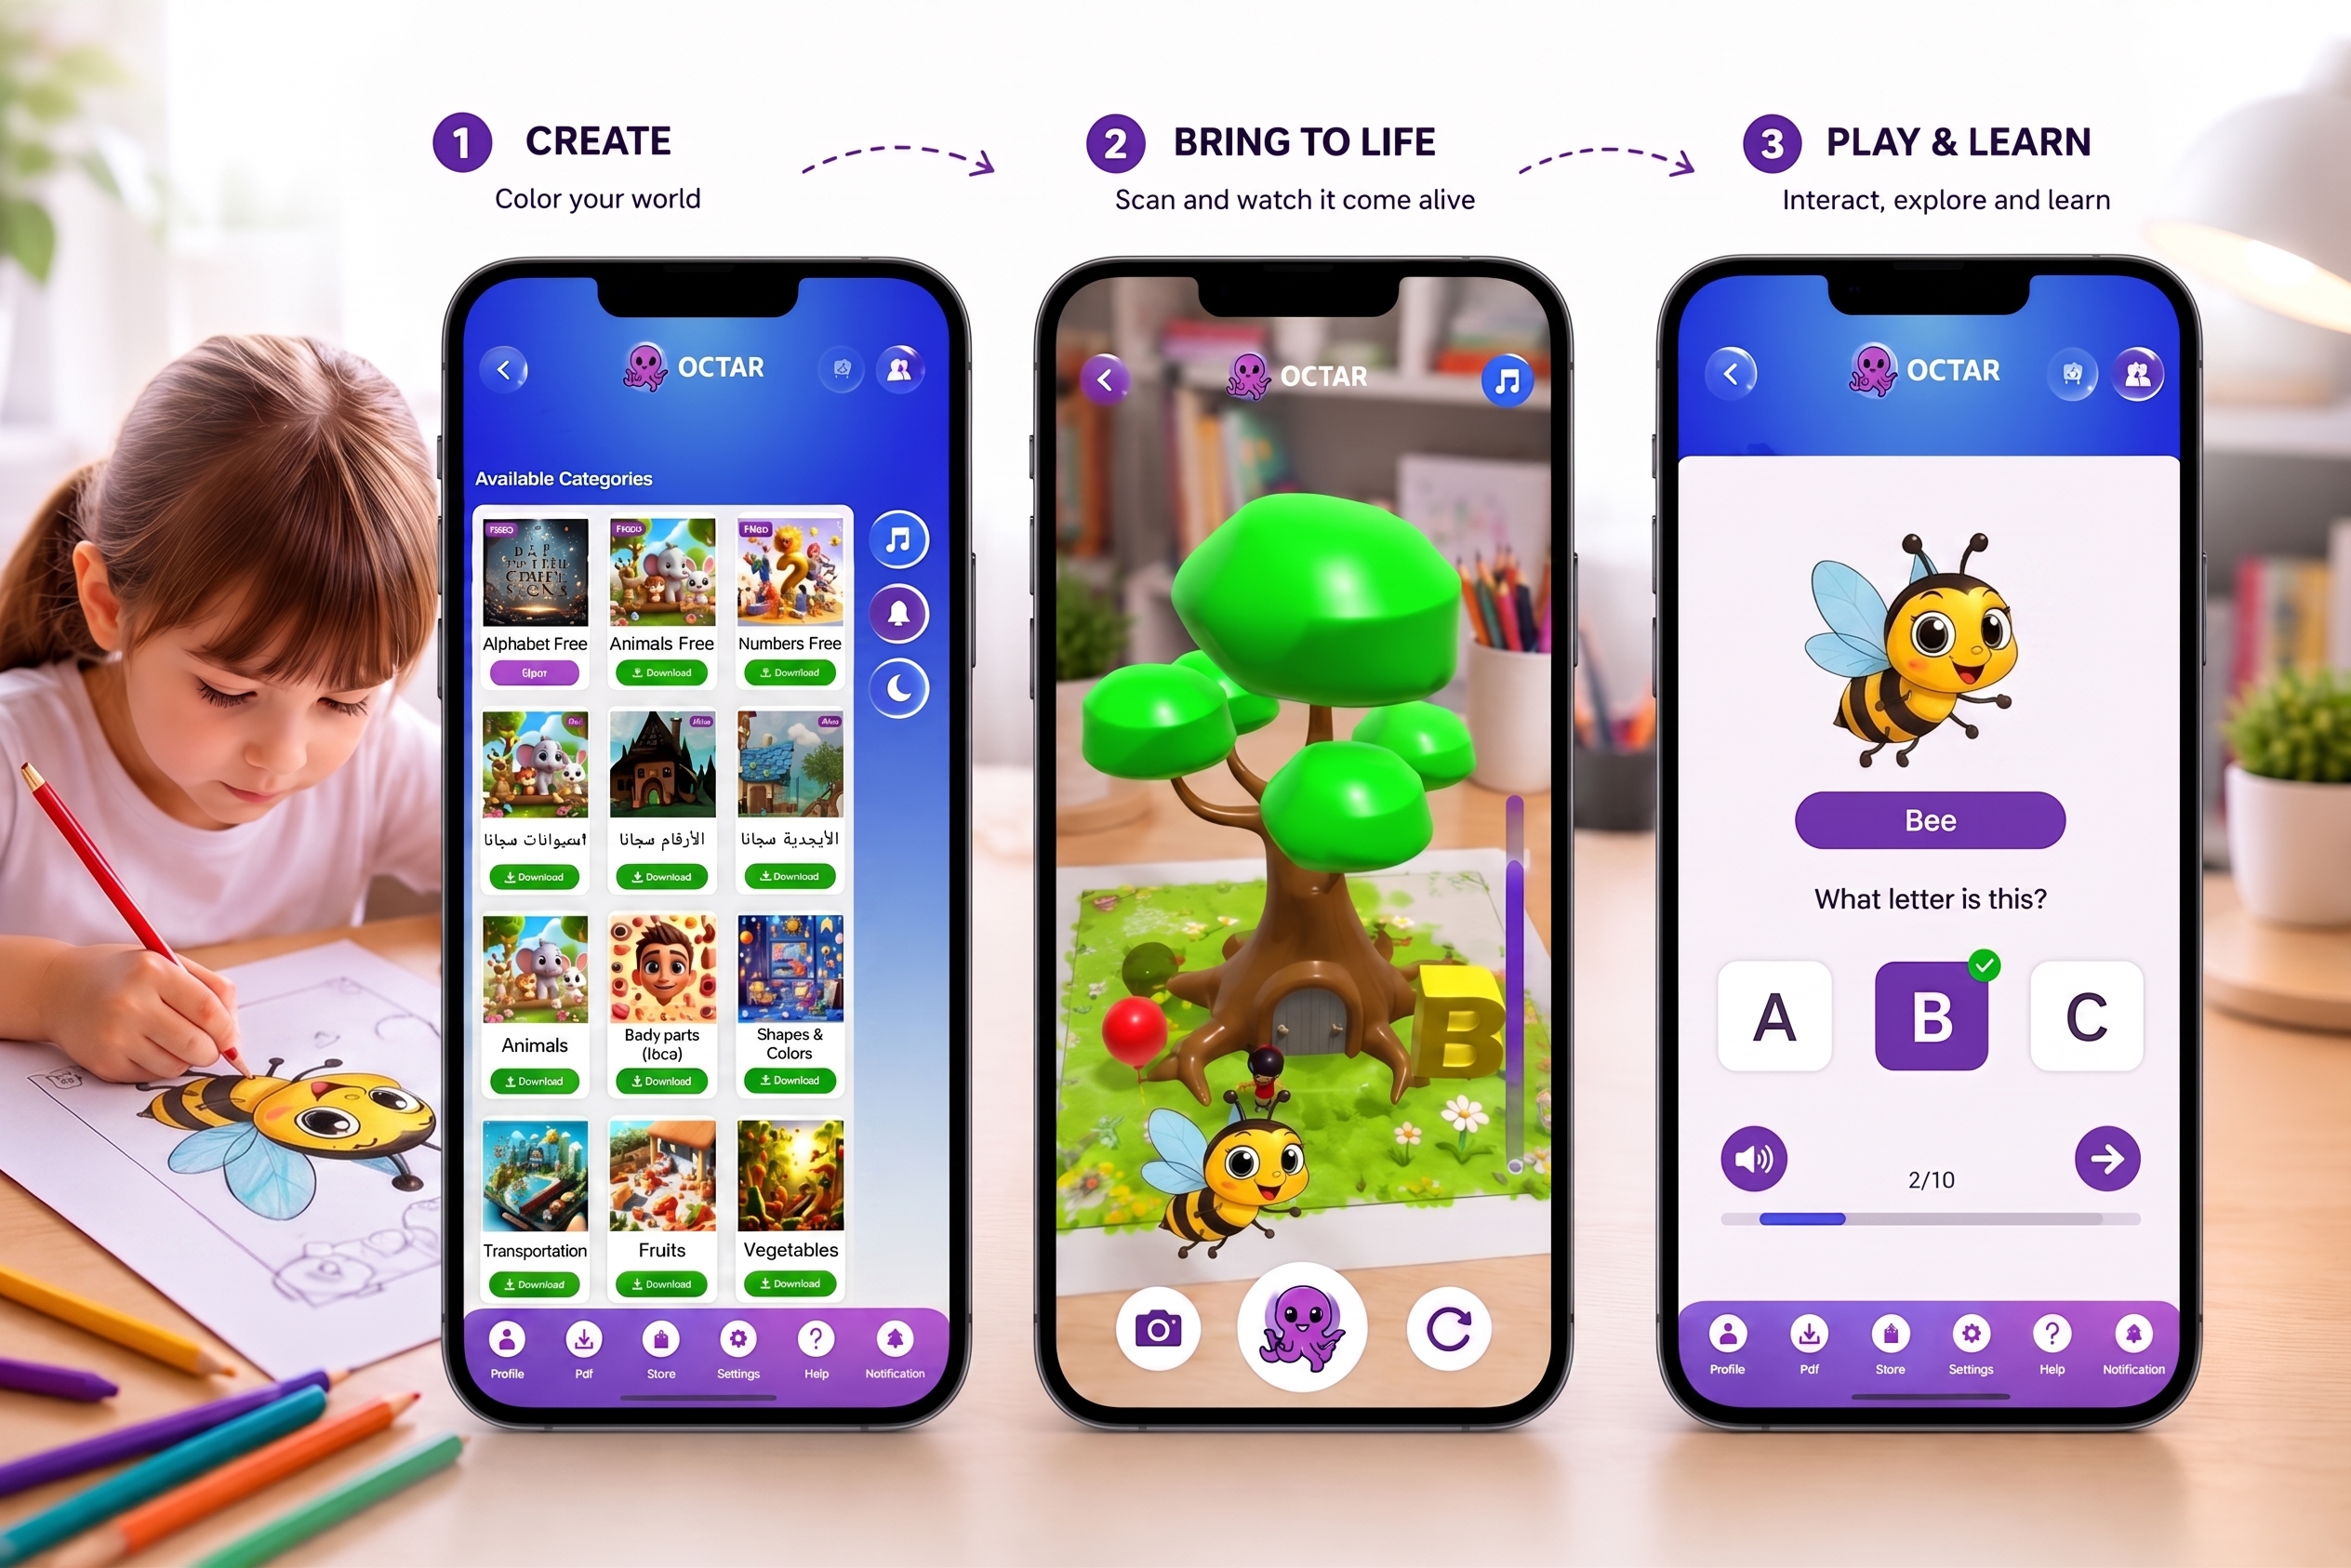 1 CREATE
Color your world
2 BRING TO LIFE
Scan and watch it come alive
3 PLAY & LEARN
Interact, explore and learn
OCTAR
Available Categories
Alphabet Free
Animals Free
Numbers Free
Download
Download
الأرقام سجانا
الأيجدية سجانا
Download
Download
Download
Animals
Bady parts
(Ibca)
Shapes &
Colors
Download
Download
Download
Transportation
Fruits
Vegetables
Download
Download
Download
Profile
Pdf
Store
Settings
Help
Notification
OCTAR
B
OCTAR
Bee
What letter is this?
A
B
C
2/10
Profile
Pdf
Store
Settings
Help
Notification